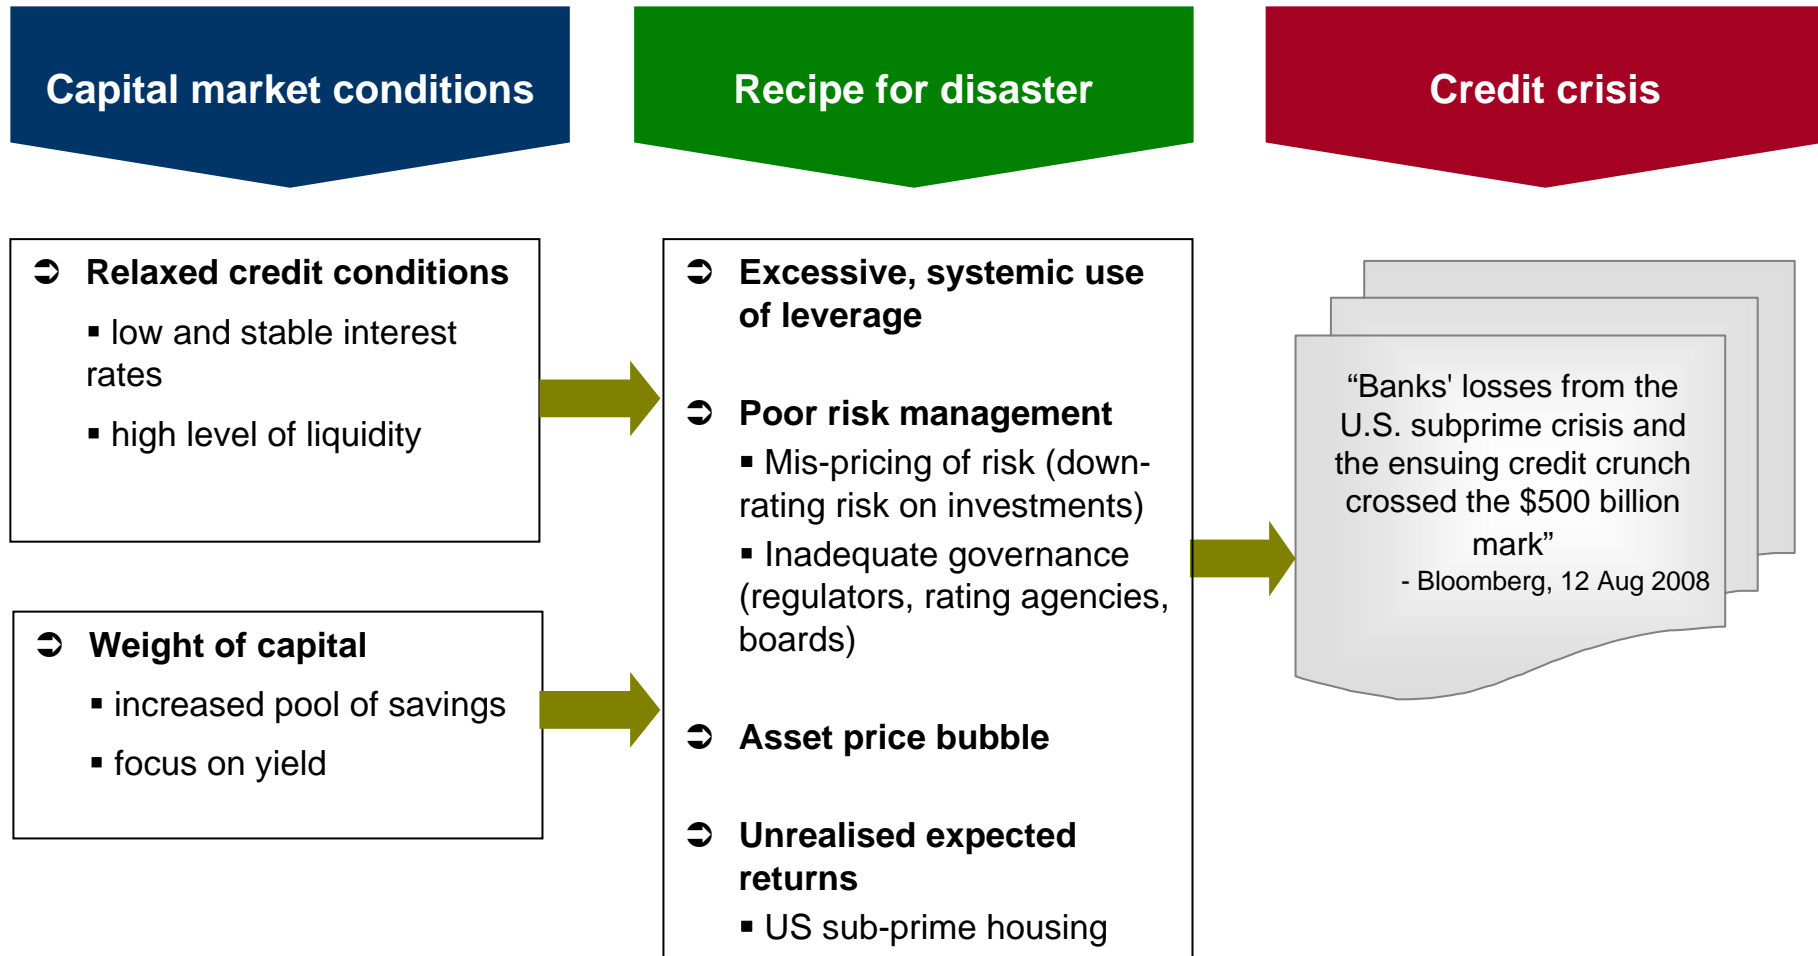 Capital market conditions
Recipe for disaster
Credit crisis
➲ Relaxed credit conditions
▪ low and stable interest
rates
▪ high level of liquidity
➲ Weight of capital
▪ increased pool of savings
▪ focus on yield
➲ Excessive, systemic use
of leverage
➲ Poor risk management
▪ Mis-pricing of risk (down-
rating risk on investments)
▪ Inadequate governance
(regulators, rating agencies,
boards)
➲ Asset price bubble
➲ Unrealised expected
returns
▪ US sub-prime housing
“Banks' losses from the
U.S. subprime crisis and
the ensuing credit crunch
crossed the $500 billion
mark”
- Bloomberg, 12 Aug 2008